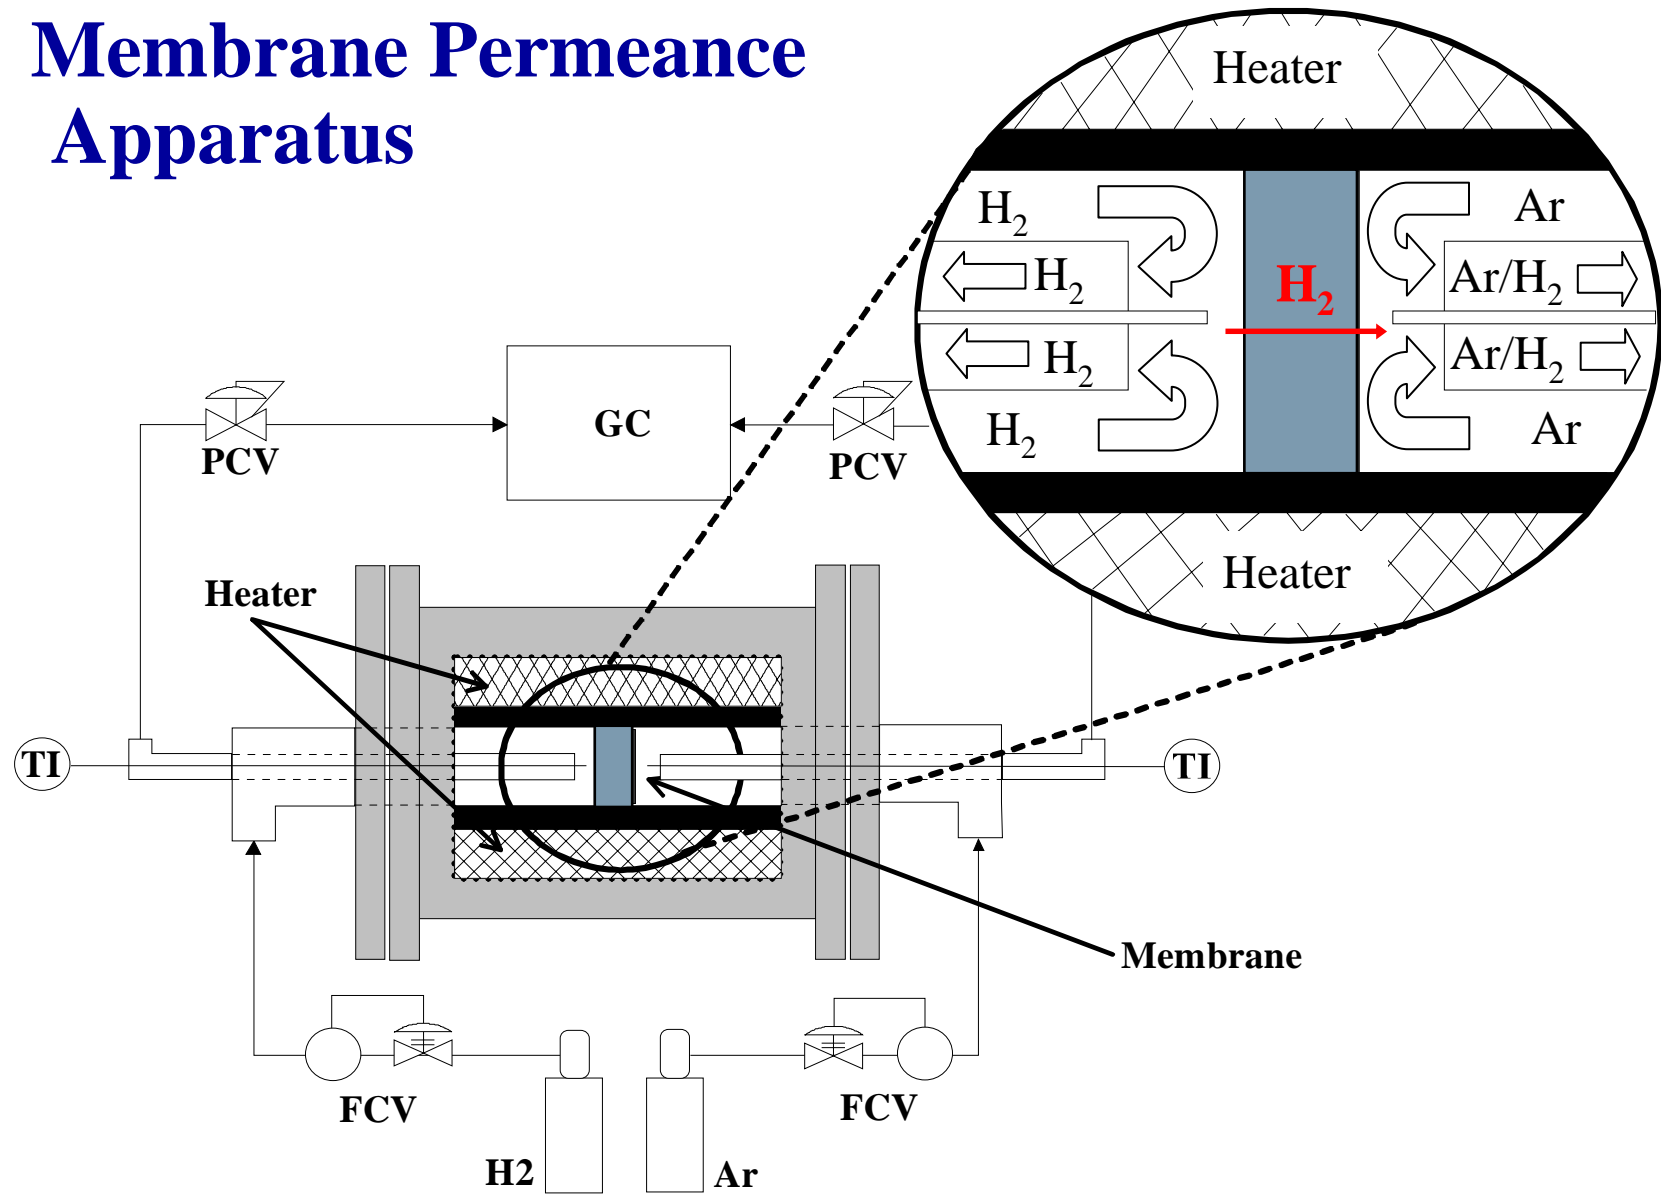 Membrane Permeance
Apparatus
Heater
H2
Ar
H2
Ar/H2
H2
H2
Ar/H2
H2
Ar
Heater
GC
PCV
PCV
Heater
TI
TI
Membrane
FCV
FCV
H2
Ar